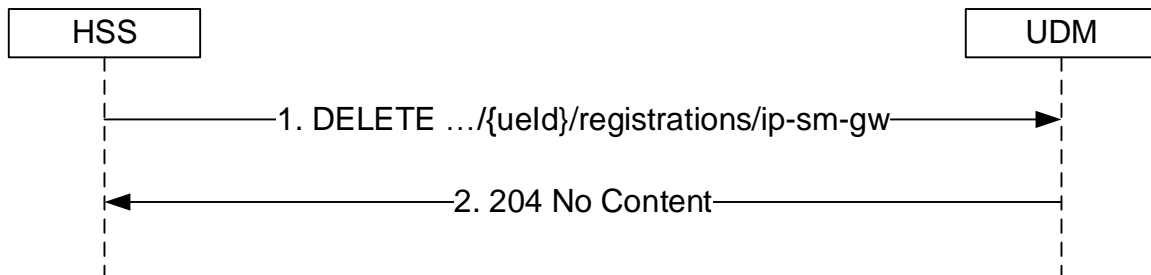 HSS
UDM
1. DELETE …/{ueId}/registrations/ip-sm-gw
2. 204 No Content